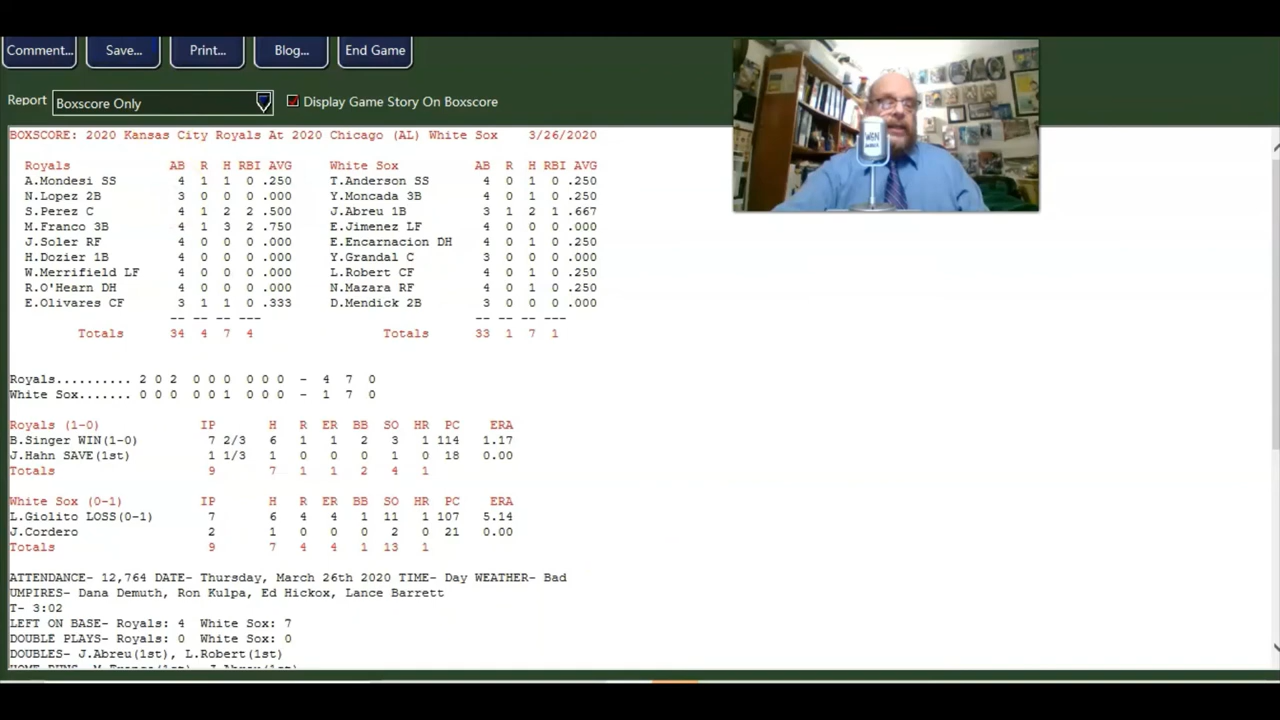 Comment... Save... Print... Blog... End Game
Report Boxscore Only Display Game Story On Boxscore
WGN
BOXSCORE: 2020 Kansas City Royals At 2020 Chicago (AL) White Sox 3/26/2020
Royals AB R H RBI AVG White Sox AB R H RBI AVG
A.Mondesi SS 4 1 1 0 .250 T.Anderson SS 4 0 1 0 .250
N.Lopez 2B 3 0 0 0 .000 Y.Moncada 3B 4 0 1 0 .250
S.Perez C 4 1 2 2 .500 J.Abreu 1B 3 1 2 1 .667
M.Franco 3B 4 1 3 2 .750 E.Jimenez LF 4 0 0 0 .000
J.Soler RF 4 0 0 0 .000 E.Encarnacion DH 4 0 1 0 .250
H.Dozier 1B 4 0 0 0 .000 Y.Grandal C 3 0 0 0 .000
W.Merrifield LF 4 0 0 0 .000 L.Robert CF 4 0 1 0 .250
R.O'Hearn DH 4 0 0 0 .000 N.Mazara RF 4 0 1 0 .250
E.Olivares CF 3 1 1 0 .333 D.Mendick 2B 3 0 0 0 .000
-- -- -- --- -- -- -- ---
Totals 34 4 7 4 Totals 33 1 7 1
Royals.......... 2 0 2 0 0 0 0 0 0 - 4 7 0
White Sox....... 0 0 0 0 0 1 0 0 0 - 1 7 0
Royals (1-0) IP H R ER BB SO HR PC ERA
B.Singer WIN(1-0) 7 2/3 6 1 1 2 3 1 114 1.17
J.Hahn SAVE(1st) 1 1/3 1 0 0 0 1 0 18 0.00
Totals 9 7 1 1 2 4 1
White Sox (0-1) IP H R ER BB SO HR PC ERA
L.Giolito LOSS(0-1) 7 6 4 4 1 11 1 107 5.14
J.Cordero 2 1 0 0 0 2 0 21 0.00
Totals 9 7 4 4 1 13 1
ATTENDANCE- 12,764 DATE- Thursday, March 26th 2020 TIME- Day WEATHER- Bad
UMPIRES- Dana Demuth, Ron Kulpa, Ed Hickox, Lance Barrett
T- 3:02
LEFT ON BASE- Royals: 4 White Sox: 7
DOUBLE PLAYS- Royals: 0 White Sox: 0
DOUBLES- J.Abreu(1st), L.Robert(1st)
HOME RUNS- M.Franco(1st), J.Abreu(1st)